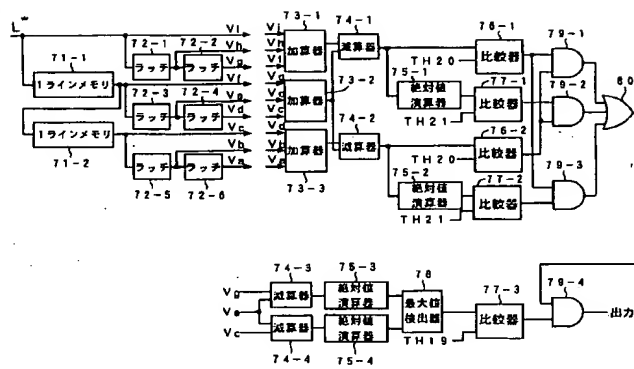 L*
71-1
1ラインメモリ
1ラインメモリ
71-2
72-1
72-2
ラッチ
ラッチ
72-3
72-4
ラッチ
ラッチ
ラッチ
ラッチ
72-5
72-6
Vi
Vh
Vg
Vf
Ve
Vd
Vc
Vb
Va
73-1
加算器
73-2
加算器
加算器
73-3
74-1
減算器
74-2
減算器
76-1
比較器
TH20
75-1
絶対値
演算器
77-1
比較器
TH21
76-2
比較器
TH20
75-2
絶対値
演算器
77-2
比較器
TH21
79-1
79-2
79-3
80
Vg
Ve
Vc
74-3
減算器
減算器
74-4
75-3
絶対値
演算器
絶対値
演算器
75-4
78
最大値
検出器
77-3
比較器
TH19
79-4
出力